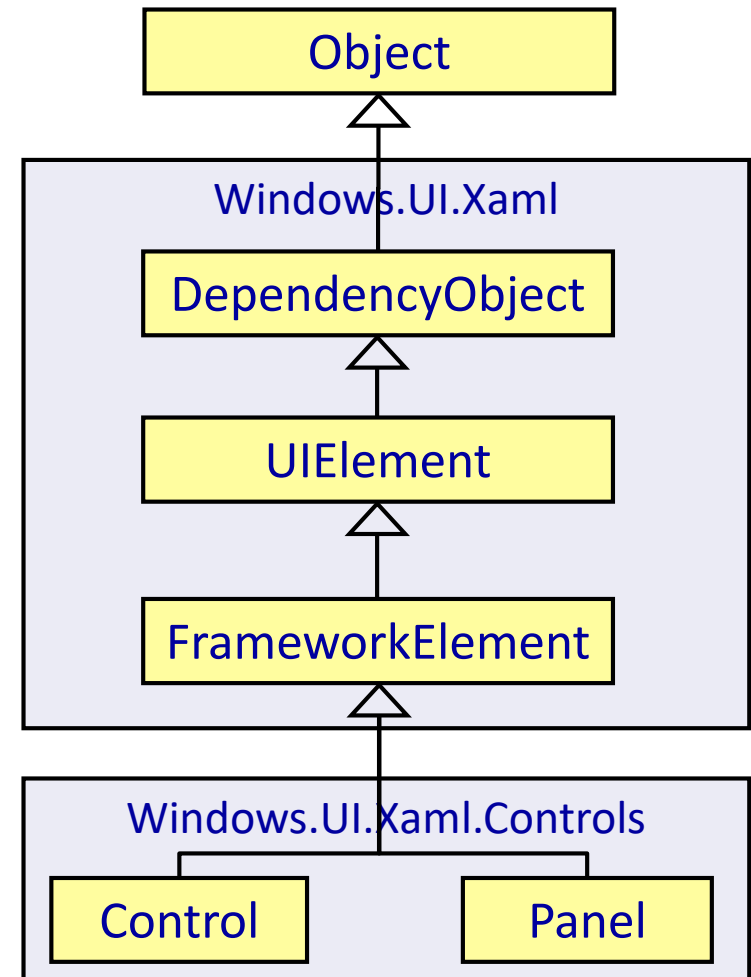 Object
Windows.UI.Xaml
DependencyObject
UIElement
FrameworkElement
Windows.UI.Xaml.Controls
Control
Panel